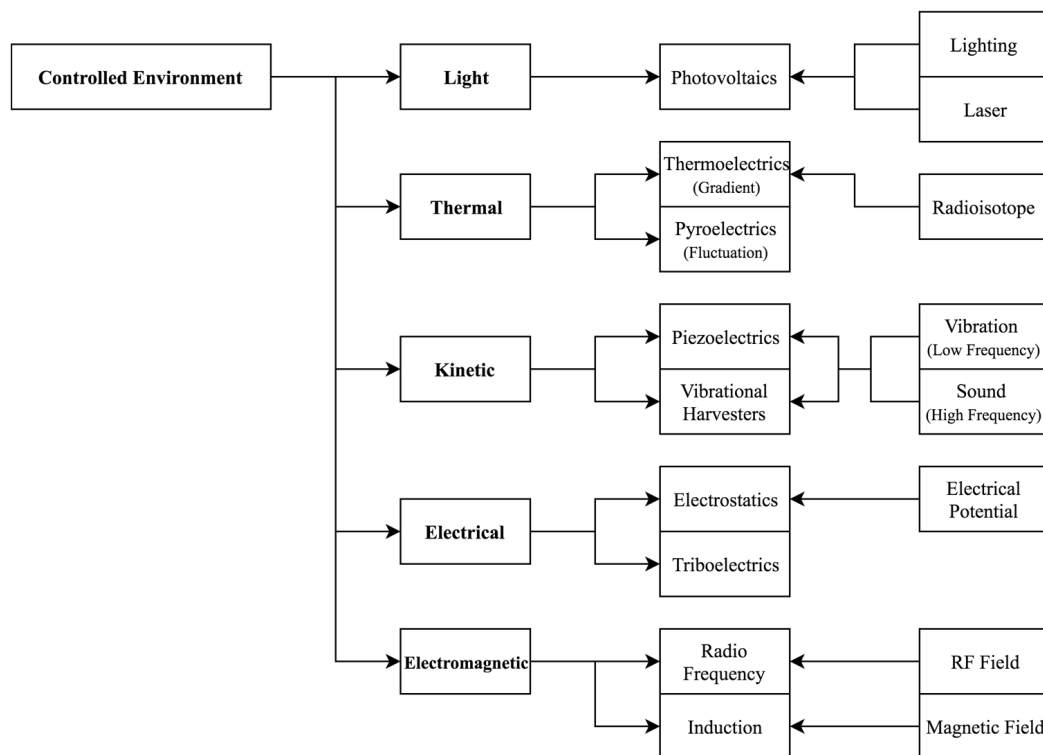 Controlled Environment
Light
Photovoltaics
Lighting
Laser
Thermal
Thermoelectrics
(Gradient)
Pyroelectrics
(Fluctuation)
Radioisotope
Kinetic
Piezoelectrics
Vibrational
Harvesters
Vibration
(Low Frequency)
Sound
(High Frequency)
Electrical
Electrostatics
Triboelectrics
Electrical
Potential
Electromagnetic
Radio
Frequency
Induction
RF Field
Magnetic Field